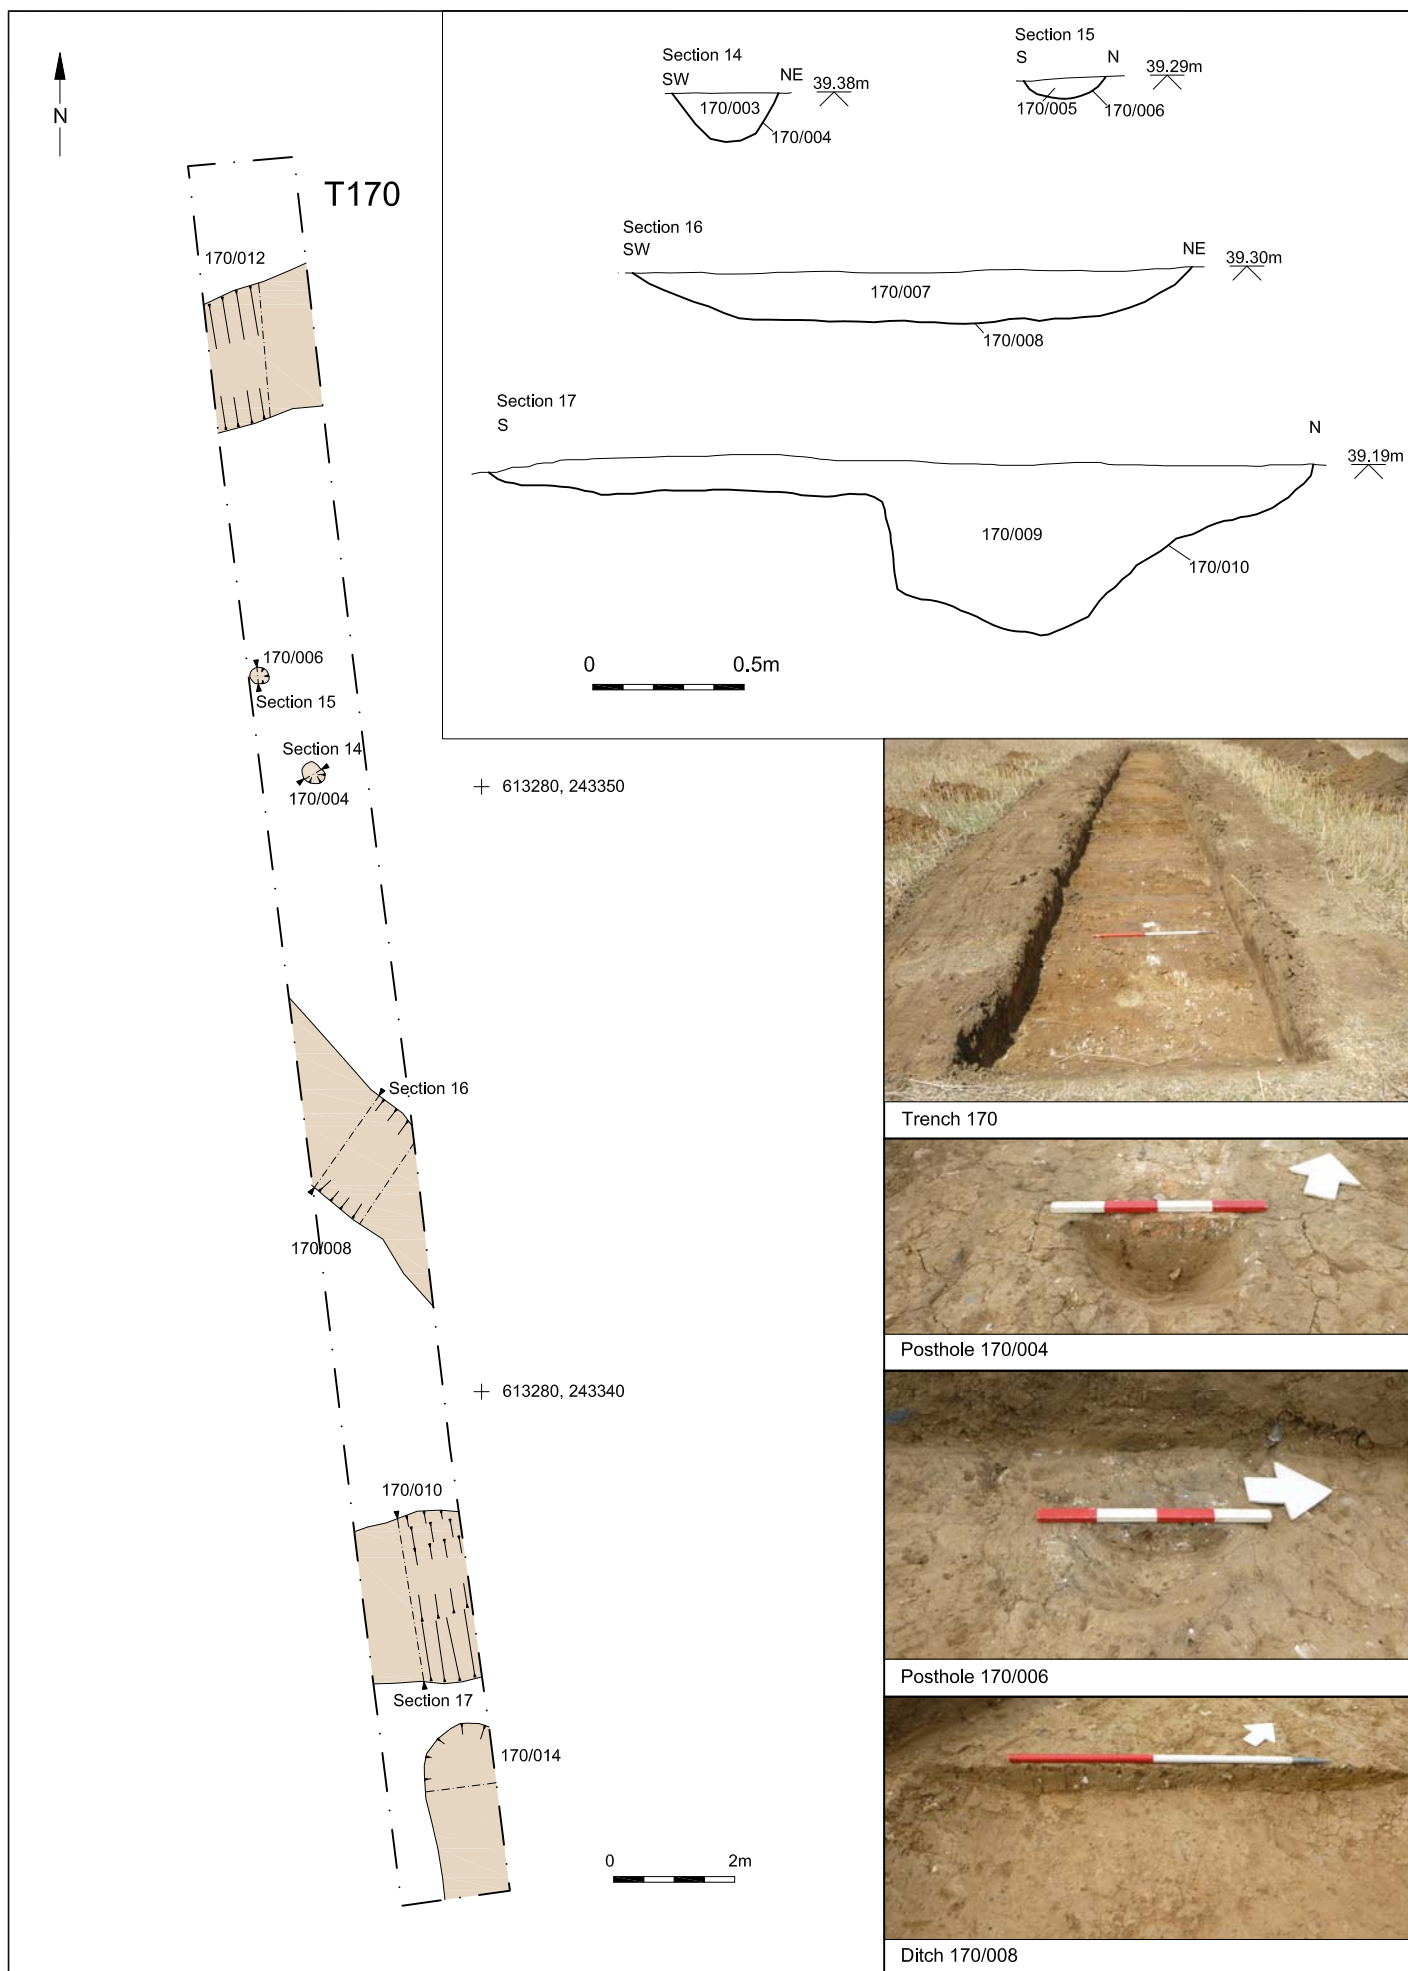 N
T170
170/012
170/006
Section 15
Section 14
170/004
613280, 243350
Section 16
170/008
613280, 243340
170/010
Section 17
170/014
0 2m
Section 14
SW NE 39.38m
170/003
170/004
Section 15
S N 39.29m
170/005 170/006
Section 16
SW NE 39.30m
170/007
170/008
Section 17
S N 39.19m
170/009
170/010
0 0.5m
Trench 170
Posthole 170/004
Posthole 170/006
Ditch 170/008